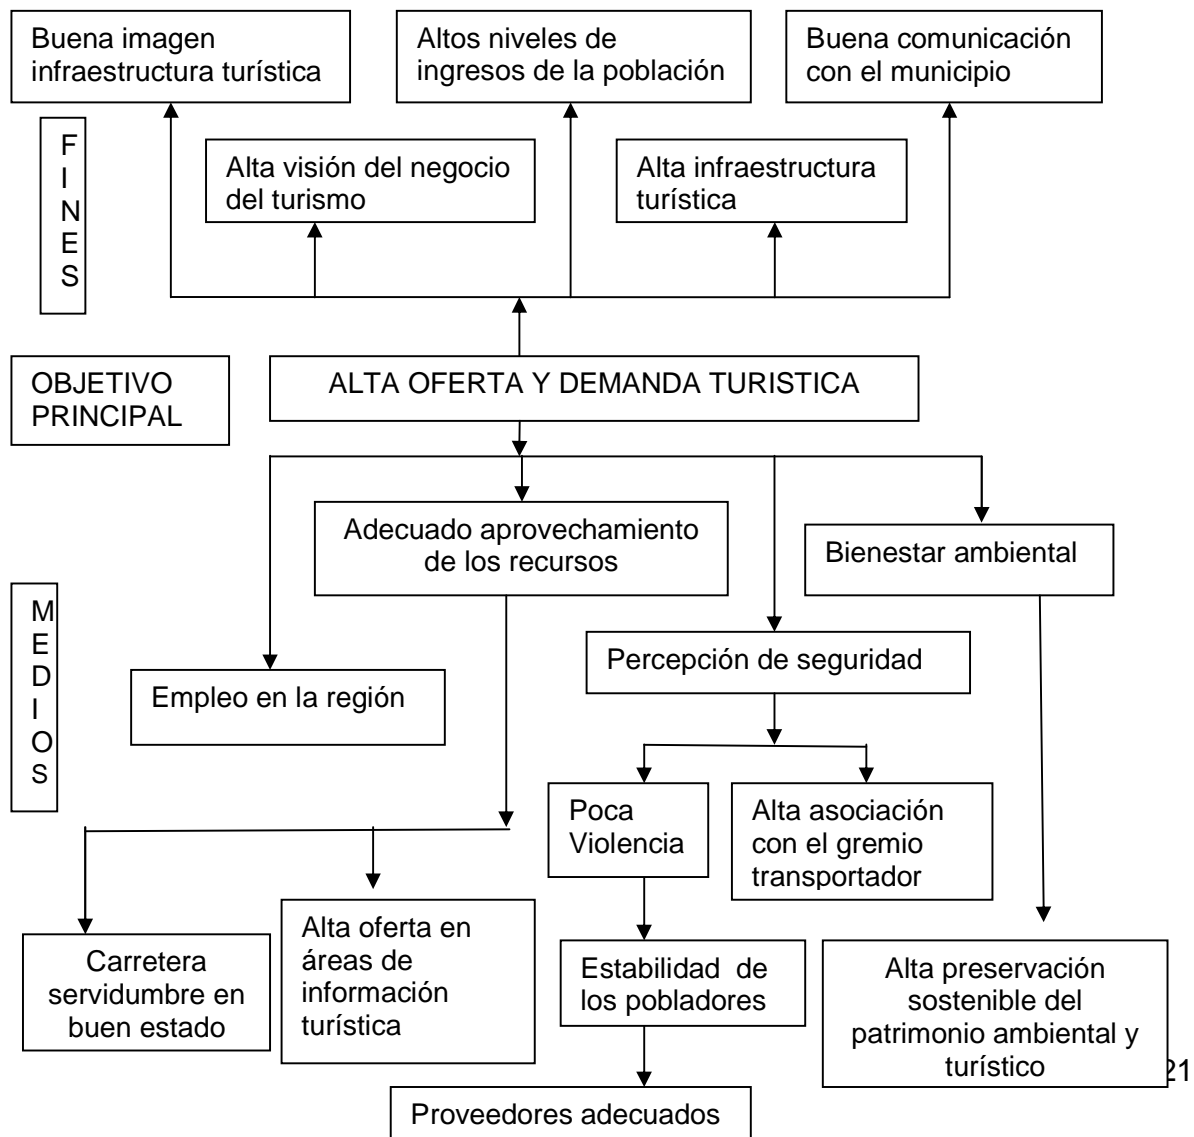 Buena imagen
infraestructura turística
Altos niveles de
ingresos de la población
Buena comunicación
con el municipio
F
I
N
E
S
Alta visión del negocio
del turismo
Alta infraestructura
turística
OBJETIVO
PRINCIPAL
ALTA OFERTA Y DEMANDA TURISTICA
Adecuado aprovechamiento
de los recursos
Bienestar ambiental
M
E
D
I
O
S
Percepción de seguridad
Empleo en la región
Poca
Violencia
Alta asociación
con el gremio
transportador
Carretera
servidumbre en
buen estado
Alta oferta en
áreas de
información
turística
Estabilidad de
los pobladores
Alta preservación
sostenible del
patrimonio ambiental y
turístico
21
Proveedores adecuados